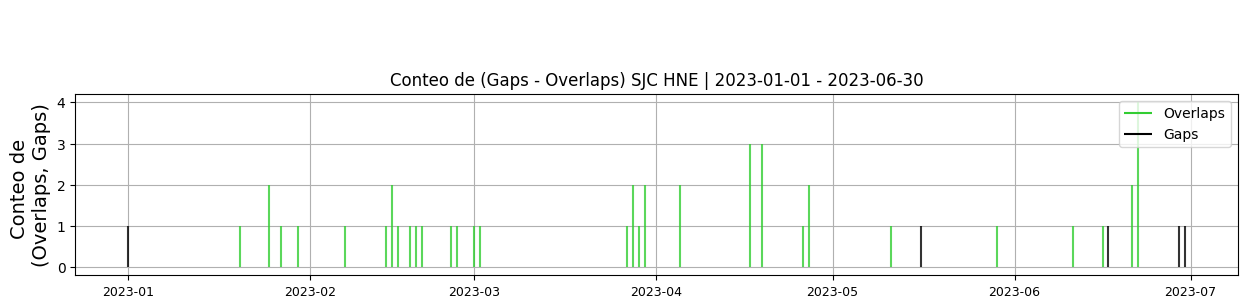 Conteo de (Gaps - Overlaps) SJC HNE | 2023-01-01 - 2023-06-30
Conteo de
(Overlaps, Gaps)
4
3
2
1
0
Overlaps
Gaps
2023-01
2023-02
2023-03
2023-04
2023-05
2023-06
2023-07